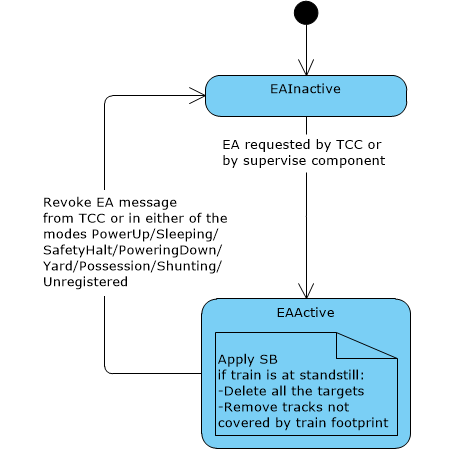 EAInactive
EA requested by TCC or
by supervise component
Revoke EA message
from TCC or in either of the
modes PowerUp/Sleeping/
SafetyHalt/PoweringDown/
Yard/Possession/Shunting/
Unregistered
EAActive
Apply SB
if train is at standstill:
-Delete all the targets
-Remove tracks not
covered by train footprint